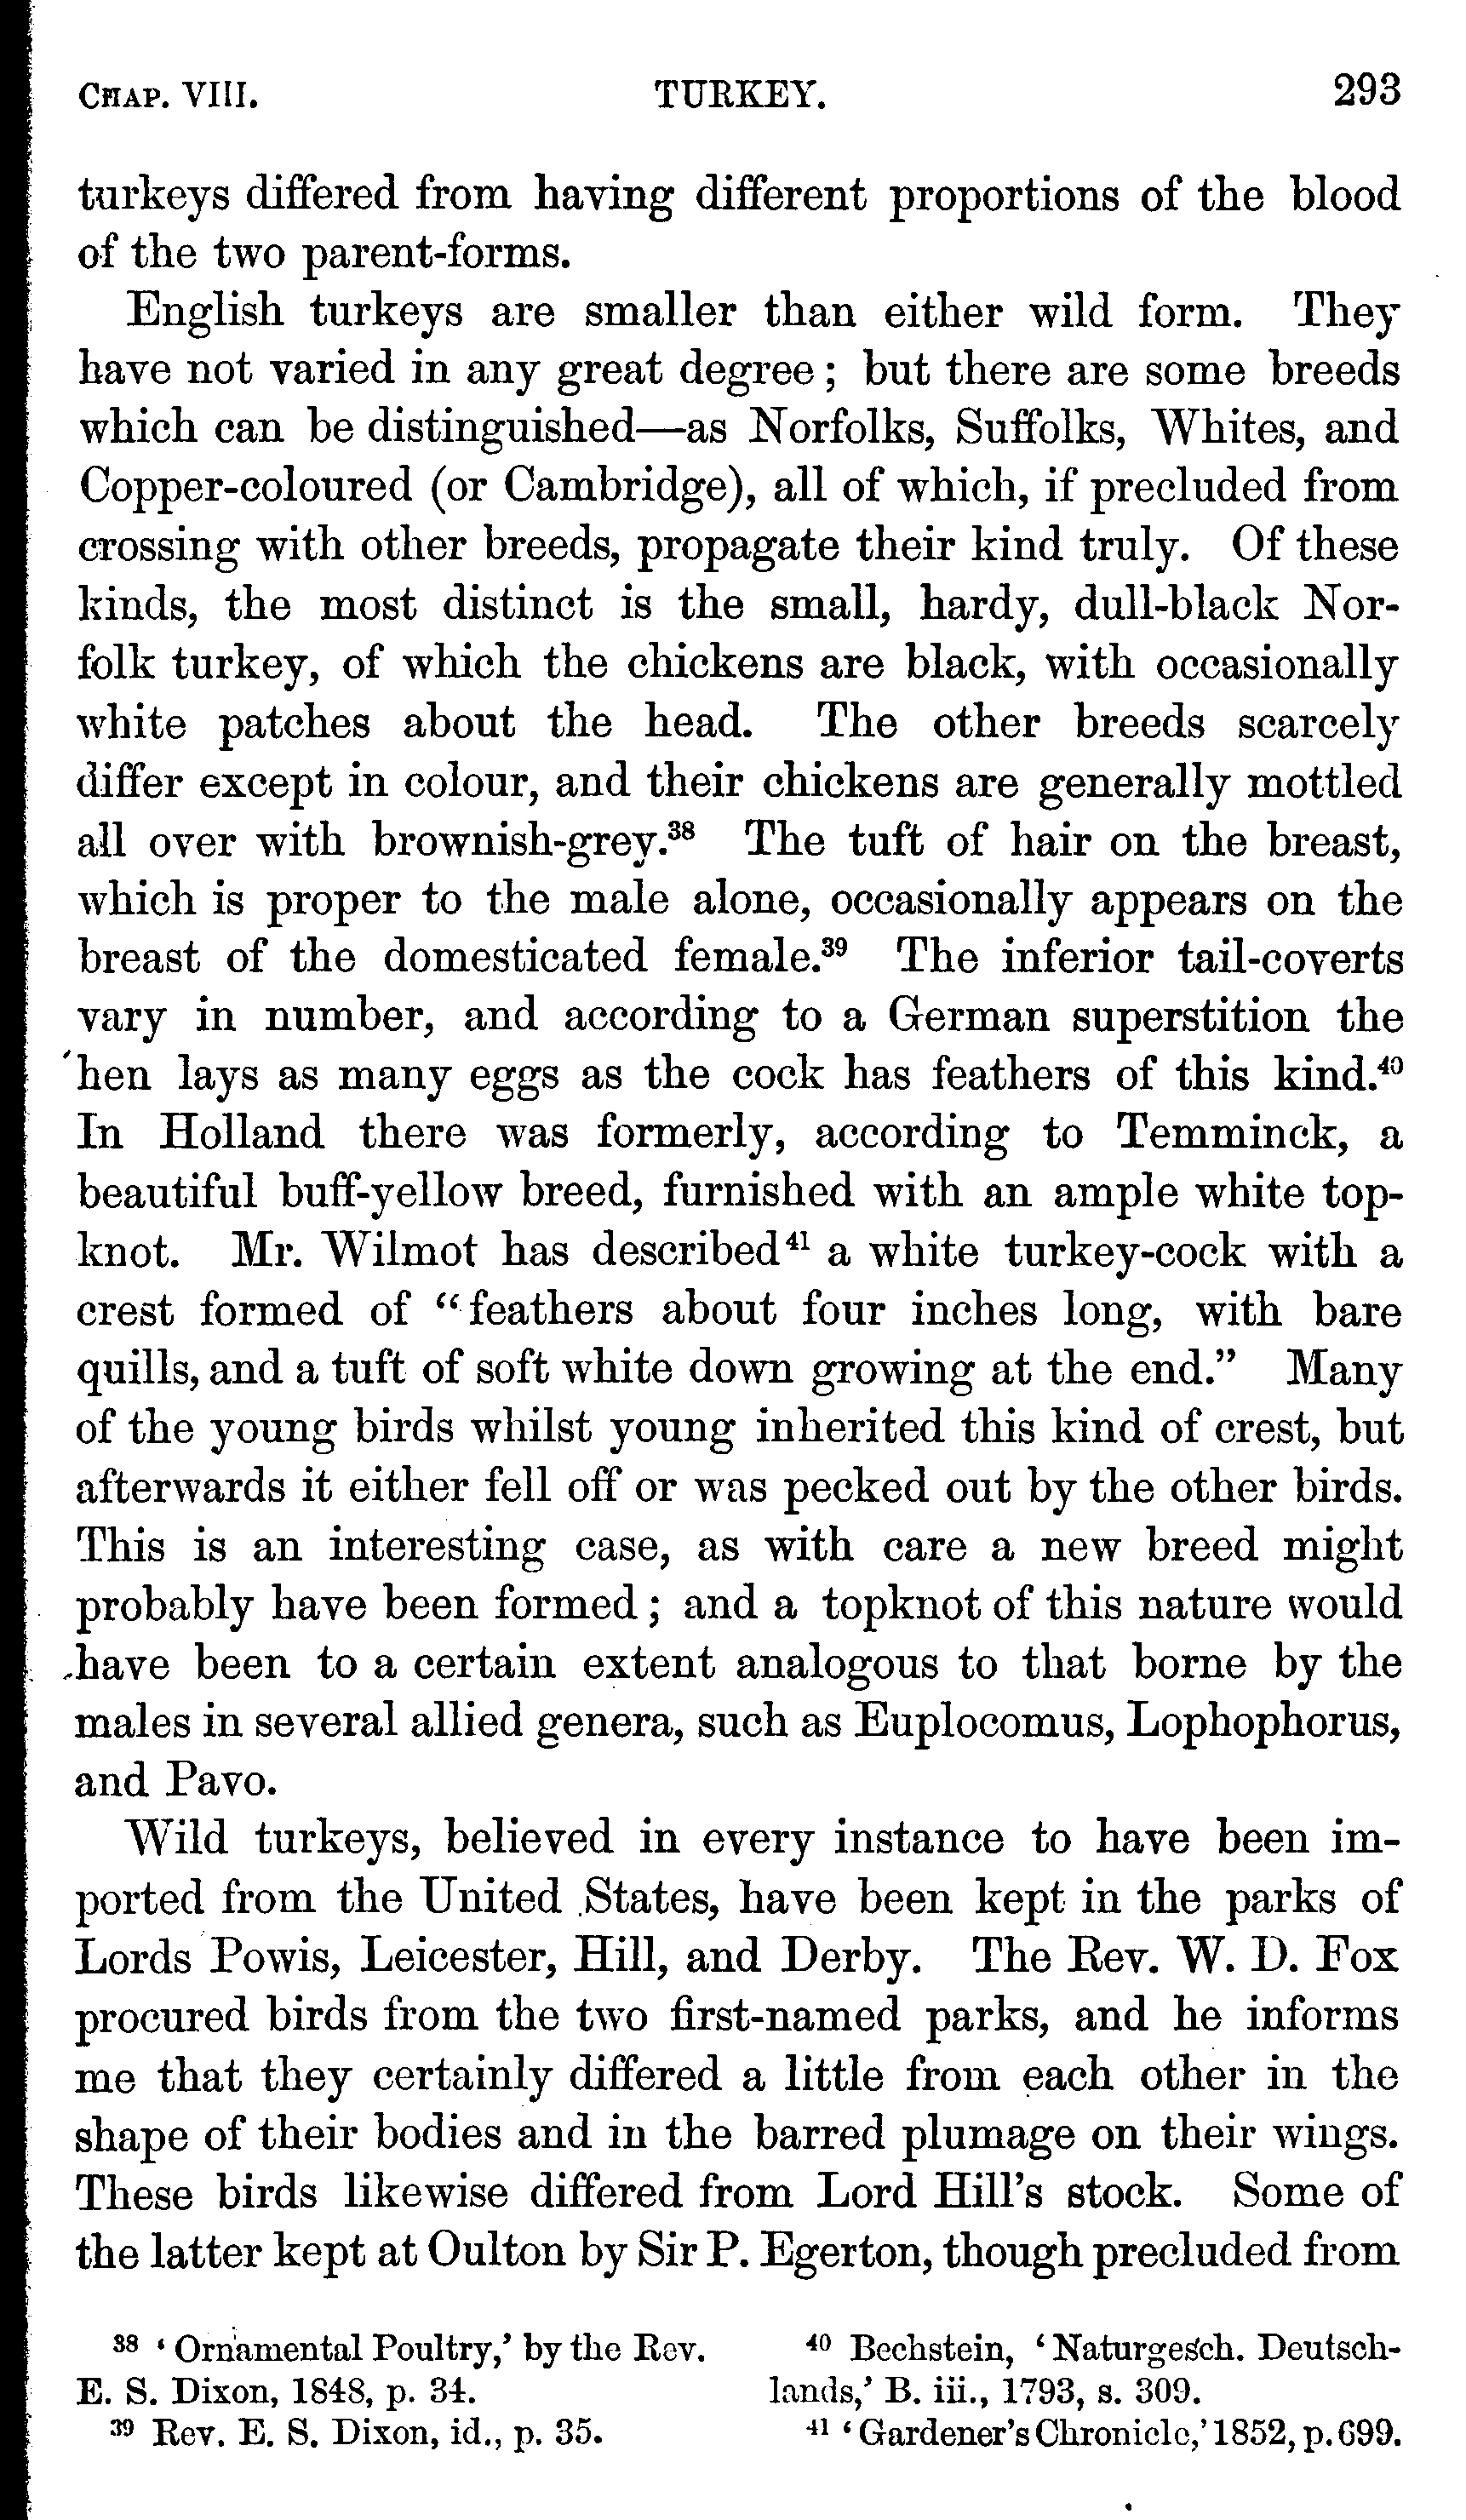 CHAP. VIII. TURKEY. 293
turkeys differed from having different proportions of the blood
of the two parent-forms.
English turkeys are smaller than either wild form. They
have not varied in any great degree; but there are some breeds
which can be distinguished—as Norfolks, Suffolks, Whites, and
Copper-coloured (or Cambridge), all of which, if precluded from
crossing with other breeds, propagate their kind truly. Of these
kinds, the most distinct is the small, hardy, dull-black Nor-
folk turkey, of which the chickens are black, with occasionally
white patches about the head. The other breeds scarcely
differ except in colour, and their chickens are generally mottled
all over with brownish-grey.³⁸ The tuft of hair on the breast,
which is proper to the male alone, occasionally appears on the
breast of the domesticated female.³⁹ The inferior tail-coverts
vary in number, and according to a German superstition the
hen lays as many eggs as the cock has feathers of this kind.⁴⁰
In Holland there was formerly, according to Temminck, a
beautiful buff-yellow breed, furnished with an ample white top-
knot. Mr. Wilmot has described⁴¹ a white turkey-cock with a
crest formed of "feathers about four inches long, with bare
quills, and a tuft of soft white down growing at the end." Many
of the young birds whilst young inherited this kind of crest, but
afterwards it either fell off or was pecked out by the other birds.
This is an interesting case, as with care a new breed might
probably have been formed; and a topknot of this nature would
have been to a certain extent analogous to that borne by the
males in several allied genera, such as Euplocomus, Lophophorus,
and Pavo.
Wild turkeys, believed in every instance to have been im-
ported from the United States, have been kept in the parks of
Lords Powis, Leicester, Hill, and Derby. The Rev. W. D. Fox
procured birds from the two first-named parks, and he informs
me that they certainly differed a little from each other in the
shape of their bodies and in the barred plumage on their wings.
These birds likewise differed from Lord Hill's stock. Some of
the latter kept at Oulton by Sir P. Egerton, though precluded from
³⁸ 'Ornamental Poultry,' by the Rev.
E. S. Dixon, 1848, p. 34.
³⁹ Rev. E. S. Dixon, id., p. 35.
⁴⁰ Bechstein, 'Naturgesch. Deutsch-
lands,' B. iii., 1793, s. 309.
⁴¹ 'Gardener's Chronicle,' 1852, p. 699.